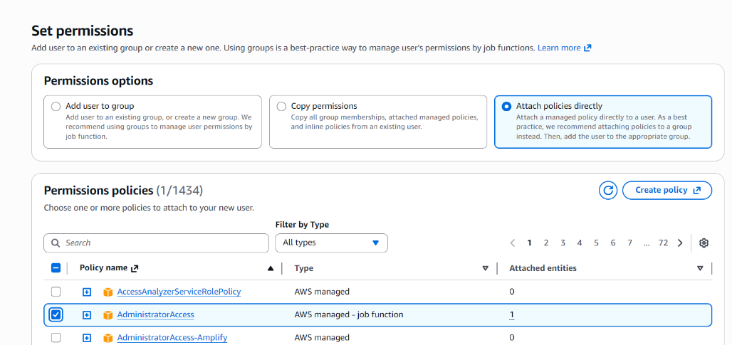 Set permissions
Add user to an existing group or create a new one. Using groups is a best-practice way to manage user's permissions by job functions. Learn more
Permissions options
Add user to group
Add user to an existing group, or create a new group. We
recommend using groups to manage user permissions by
job function.
Copy permissions
Copy all group memberships, attached managed policies,
and inline policies from an existing user.
Attach policies directly
Attach a managed policy directly to a user. As a best
practice, we recommend attaching policies to a group
instead. Then, add the user to the appropriate group.
Permissions policies (1/1434)
Create policy
Choose one or more policies to attach to your new user.
Filter by Type
Search
All types
1 2 3 4 5 6 7 ... 72
Policy name Type Attached entities
AccessAnalyzerServiceRolePolicy AWS managed 0
AdministratorAccess AWS managed - job function 1
AdministratorAccess-Amplify AWS managed 0